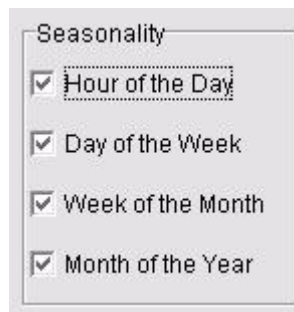 Seasonality
Hour of the Day
Day of the Week
Week of the Month
Month of the Year